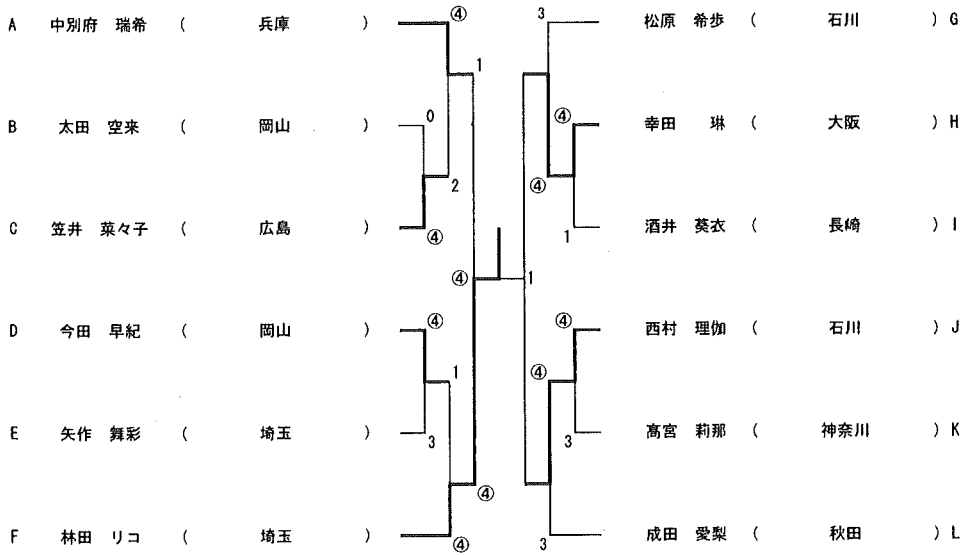 A 中別府 瑞希 ( 兵庫 ) ④ 3 松原 希歩 ( 石川 ) G
1
B 太田 空来 ( 岡山 ) 0 ④ 幸田 琳 ( 大阪 ) H
2 ④
C 笠井 菜々子 ( 広島 ) ④ 1 酒井 葵衣 ( 長崎 ) I
④ 1
D 今田 早紀 ( 岡山 ) ④ ④ 西村 理伽 ( 石川 ) J
1 ④
E 矢作 舞彩 ( 埼玉 ) 3 3 髙宮 莉那 ( 神奈川 ) K
④
F 林田 リコ ( 埼玉 ) ④ 3 成田 愛梨 ( 秋田 ) L